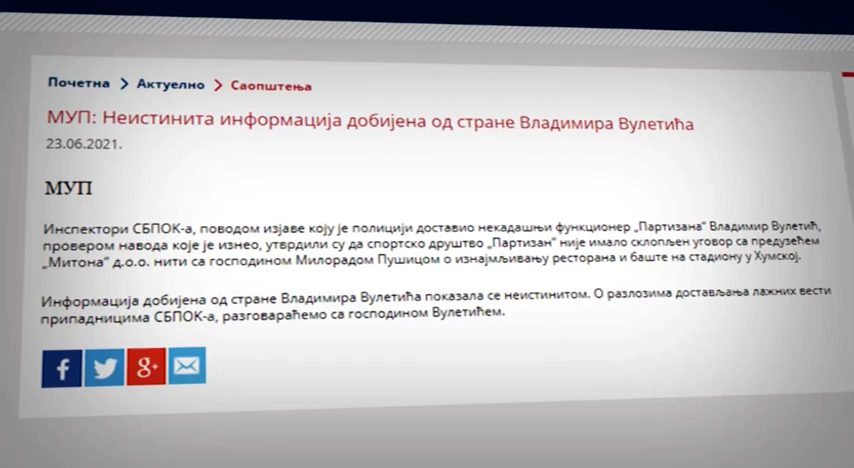 Почетна > Актуелно > Саопштења
МУП: Неистинита информација добијена од стране Владимира Вулетића
23.06.2021.
МУП
Инспектори СБПОК-а, поводом изјаве коју је полицији доставио некадашњи функционер „Партизана“ Владимир Вулетић,
провером навода које је изнео, утврдили су да спортско друштво „Партизан“ није имало склопљен уговор са предузећем
„Митона“ д.о.о. нити са господином Милорадом Пушицом о изнајмљивању ресторана и баште на стадиону у Хумској.
Информација добијена од стране Владимира Вулетића показала се неистинитом. О разлозима достављања лажних вести
припадницима СБПОК-а, разговараћемо са господином Вулетићем.